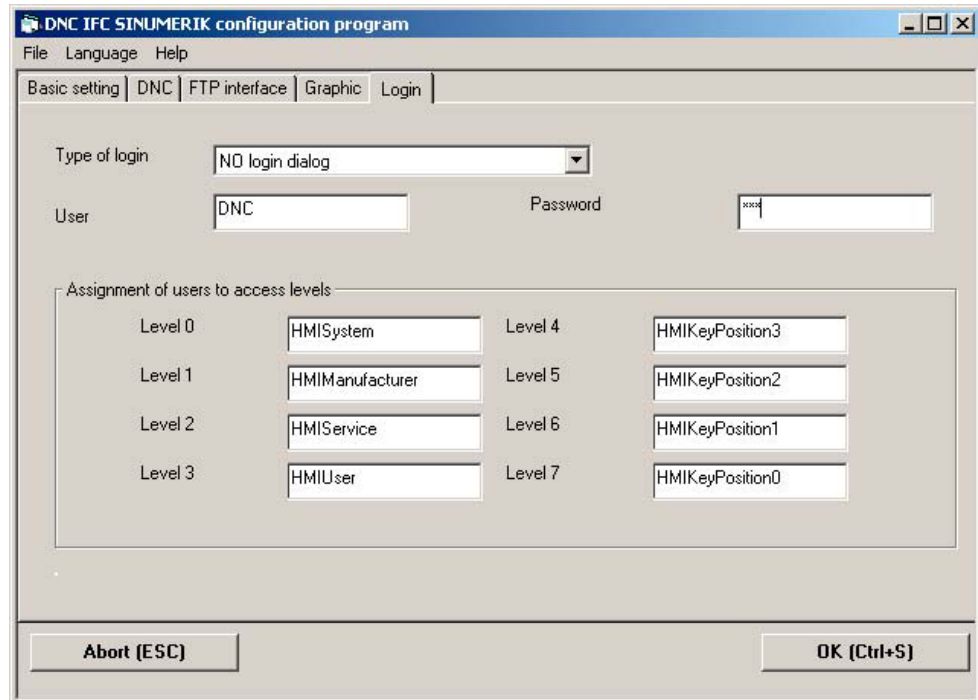 DNC IFC SINUMERIK configuration program
File Language Help
Basic setting DNC FTP interface Graphic Login
Type of login NO login dialog
User DNC Password ***
Assignment of users to access levels
Level 0 HMISystem Level 4 HMIKeyPosition3
Level 1 HMIManufacturer Level 5 HMIKeyPosition2
Level 2 HMIService Level 6 HMIKeyPosition1
Level 3 HMIUser Level 7 HMIKeyPosition0
Abort (ESC) OK (Ctrl+S)